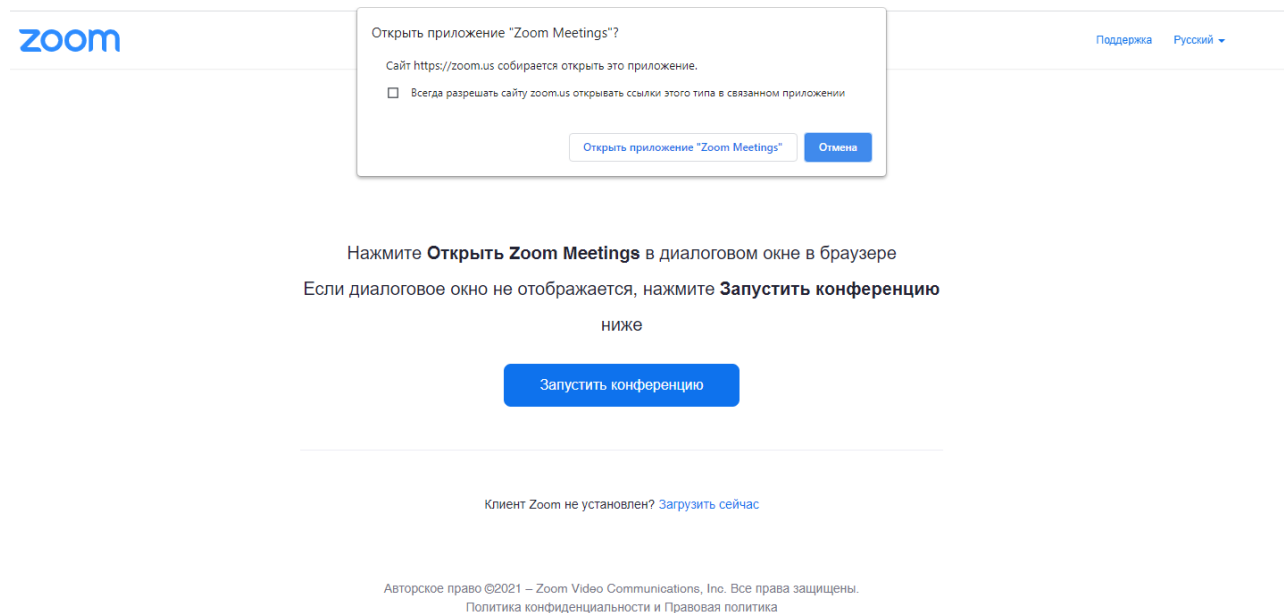 zoom
Поддержка Русский
Открыть приложение "Zoom Meetings"?
Сайт https://zoom.us собирается открыть это приложение.
Всегда разрешать сайту zoom.us открывать ссылки этого типа в связанном приложении
Открыть приложение "Zoom Meetings" Отмена
Нажмите Открыть Zoom Meetings в диалоговом окне в браузере
Если диалоговое окно не отображается, нажмите Запустить конференцию
ниже
Запустить конференцию
Клиент Zoom не установлен? Загрузить сейчас
Авторское право ©2021 – Zoom Video Communications, Inc. Все права защищены.
Политика конфиденциальности и Правовая политика